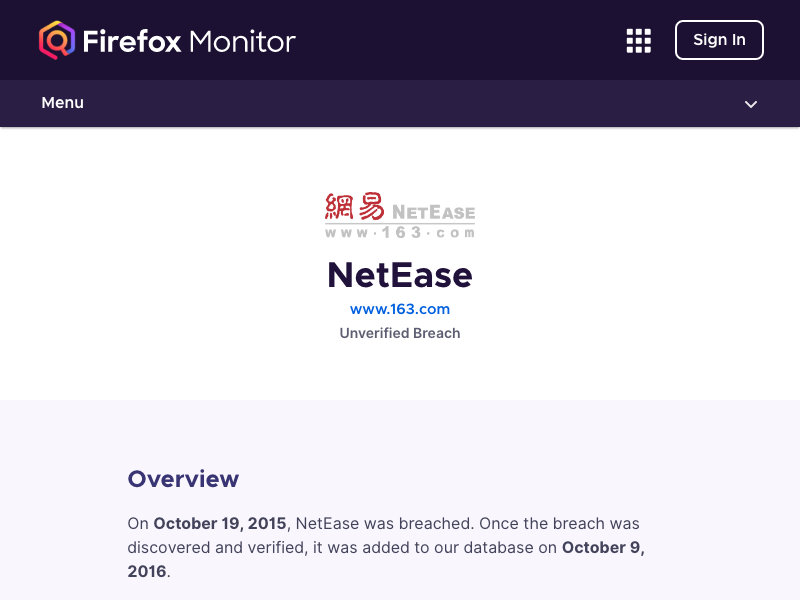 Firefox Monitor
Sign In
Menu
網易 NETEASE
www.163.com
NetEase
www.163.com
Unverified Breach
Overview
On October 19, 2015, NetEase was breached. Once the breach was
discovered and verified, it was added to our database on October 9,
2016.